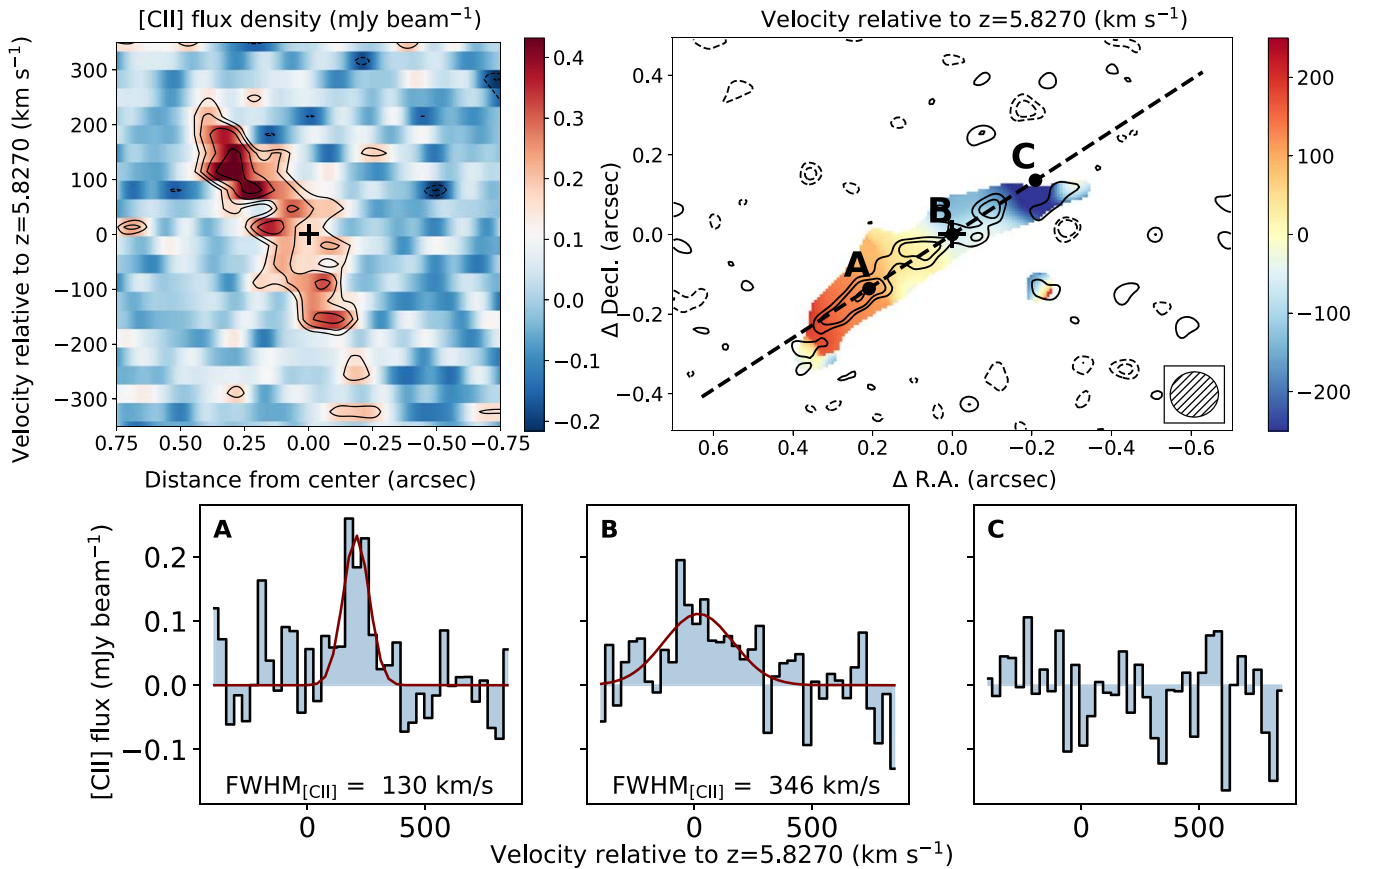 [CII] flux density (mJy beam⁻¹)
Velocity relative to z=5.8270 (km s⁻¹)
300
200
100
0
−100
−200
−300
0.75 0.50 0.25 0.00 −0.25 −0.50 −0.75
Distance from center (arcsec)
0.4
0.3
0.2
0.1
0.0
−0.1
−0.2
Velocity relative to z=5.8270 (km s⁻¹)
Δ Decl. (arcsec)
0.4
0.2
0.0
−0.2
−0.4
C
B
A
0.6 0.4 0.2 0.0 −0.2 −0.4 −0.6
Δ R.A. (arcsec)
200
100
0
−100
−200
[CII] flux (mJy beam⁻¹)
0.2
0.1
0.0
−0.1
A
FWHM[CII] = 130 km/s
0 500
B
FWHM[CII] = 346 km/s
0 500
C
0 500
Velocity relative to z=5.8270 (km s⁻¹)